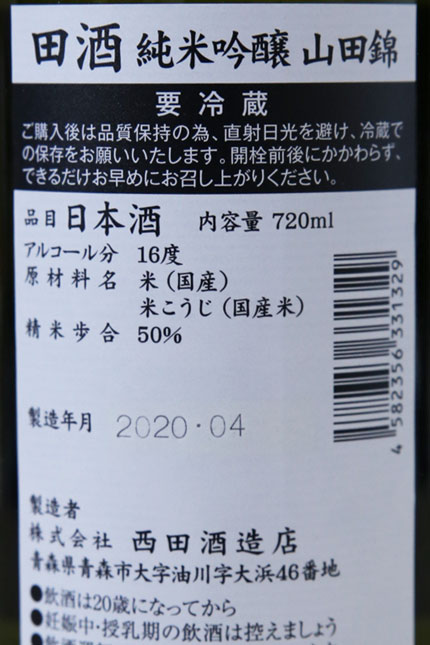 田酒 純米吟醸 山田錦
要冷蔵
ご購入後は品質保持の為、直射日光を避け、冷蔵で
の保存をお願いいたします。開栓前後にかかわらず、
できるだけお早めにお召し上がりください。
品目 日本酒 内容量 720ml
アルコール分 16度
原材料名 米(国産)
米こうじ(国産米)
精米歩合 50%
4 582356 331329
製造年月 2020・04
製造者
株式会社 西田酒造店
青森県青森市大字油川字大浜46番地
●飲酒は20歳になってから
●妊娠中・授乳期の飲酒は控えましょう